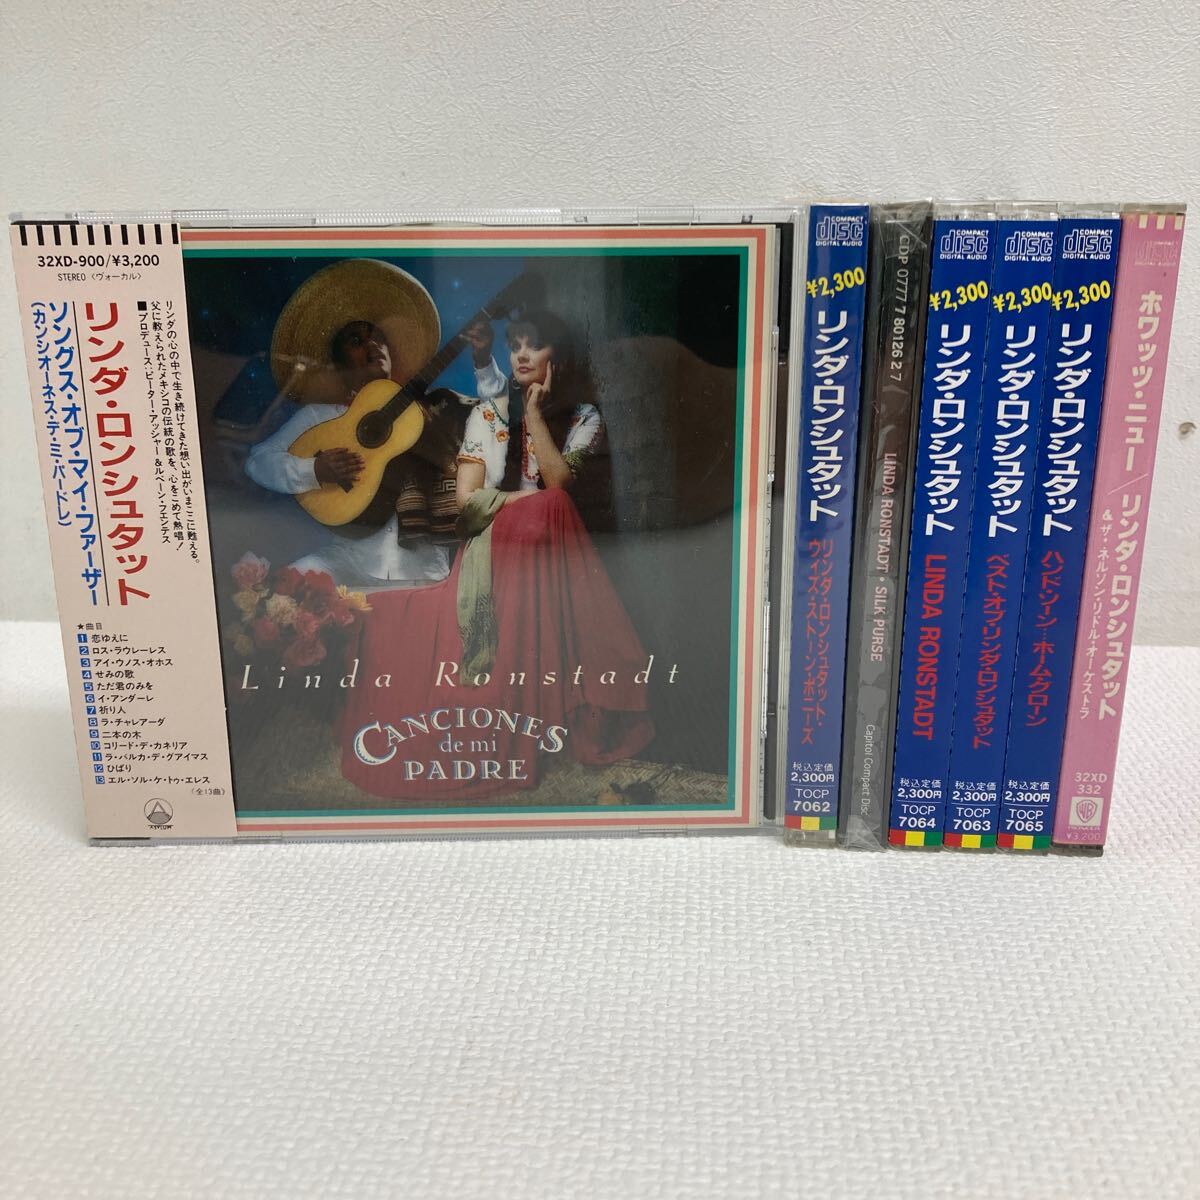 32XD-900/¥3,200
STEREO〈ヴォーカル〉
リンダ・ロンシュタット
ソングス・オブ・マイ・ファーザー
(カンシオーネス・デ・ミ・パードレ)
リンダの心の中で生き続けてきた想い出がいまここに甦える。
父に教えられたメキシコの伝統の歌を、心をこめて熱唱!
■プロデュース:ピーター・アッシャー&ルベーン・フエンテス
★曲目
1 恋ゆえに
2 ロス・ラウレーレス
3 アイ・ウノス・オホス
4 せみの歌
5 ただ君のみを
6 イ・アンダーレ
7 祈り人
8 ラ・チャレアーダ
9 二本の木
10 コリード・デ・カネリア
11 ラ・バルカ・デ・グアイマス
12 ひばり
13 エル・ソル・ケ・トゥ・エレス
(全13曲)
ASYLUM
Linda Ronstadt
CANCIONES
de mi
PADRE
COMPACT
disc
DIGITAL AUDIO
¥2,300
リンダ・ロンシュタット
リンダ・ロンシュタット・
ウィズ・ストーン・ポニーズ
税込定価
2,300円
TOCP
7062
CDP 0777 7 80126 2 7
LINDA RONSTADT・SILK PURSE
Capitol Compact Disc
COMPACT
disc
DIGITAL AUDIO
¥2,300
リンダ・ロンシュタット
LINDA RONSTADT
税込定価
2,300円
TOCP
7064
COMPACT
disc
DIGITAL AUDIO
¥2,300
リンダ・ロンシュタット
ベスト・オブ・リンダ・ロンシュタット
税込定価
2,300円
TOCP
7063
COMPACT
disc
DIGITAL AUDIO
¥2,300
リンダ・ロンシュタット
ハンド・ソーン…ホーム・グローン
税込定価
2,300円
TOCP
7065
disc
ホワッツ・ニュー/リンダ・ロンシュタット
&ザ・ネルソン・リドル・オーケストラ
32XD
332
WB
PIONEER
¥3,200